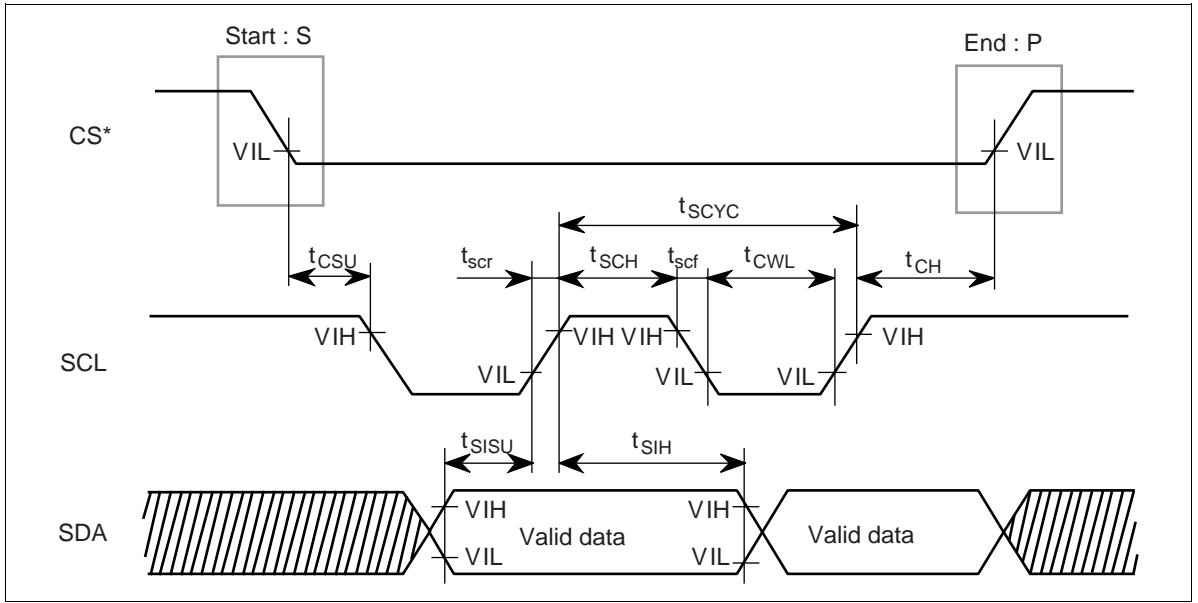 Start : S
End : P
CS*
VIL
VIL
tSCYC
tCSU
tscr
tSCH
tscf
tCWL
tCH
SCL
VIH
VIH
VIH
VIH
VIL
VIL
VIL
tSISU
tSIH
SDA
VIH
VIH
Valid data
Valid data
VIL
VIL